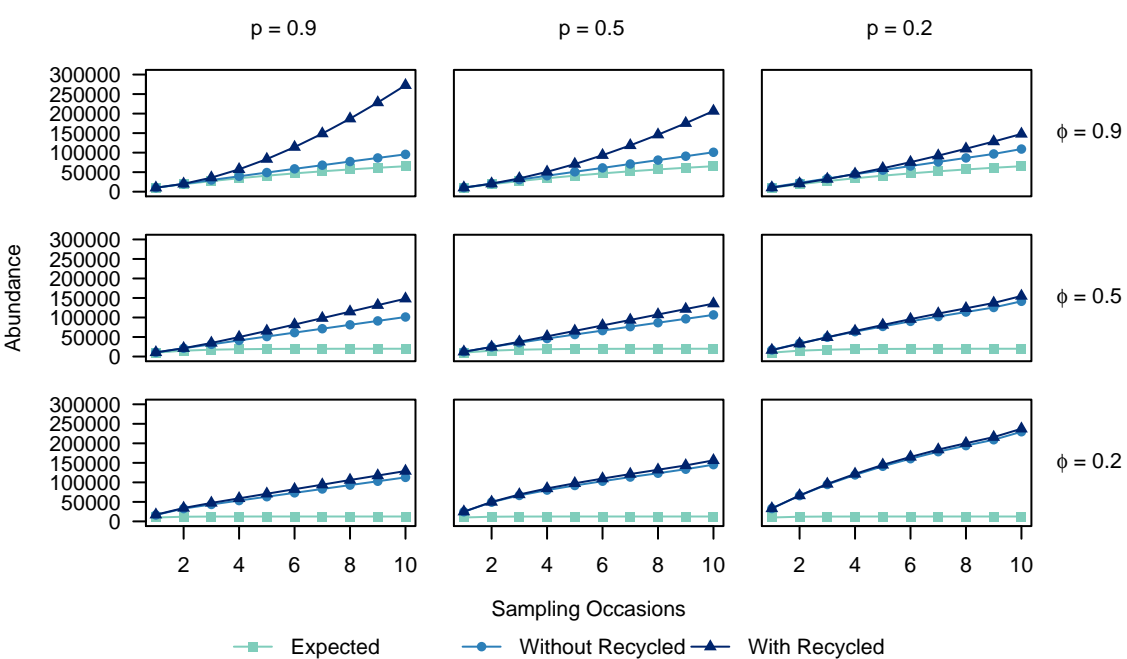 p = 0.9 p = 0.5 p = 0.2
300000
250000
200000
150000
100000
50000
0
ϕ = 0.9
300000
250000
200000
150000
100000
50000
0
ϕ = 0.5
300000
250000
200000
150000
100000
50000
0
ϕ = 0.2
Abundance
2 4 6 8 10 2 4 6 8 10 2 4 6 8 10
Sampling Occasions
Expected Without Recycled With Recycled